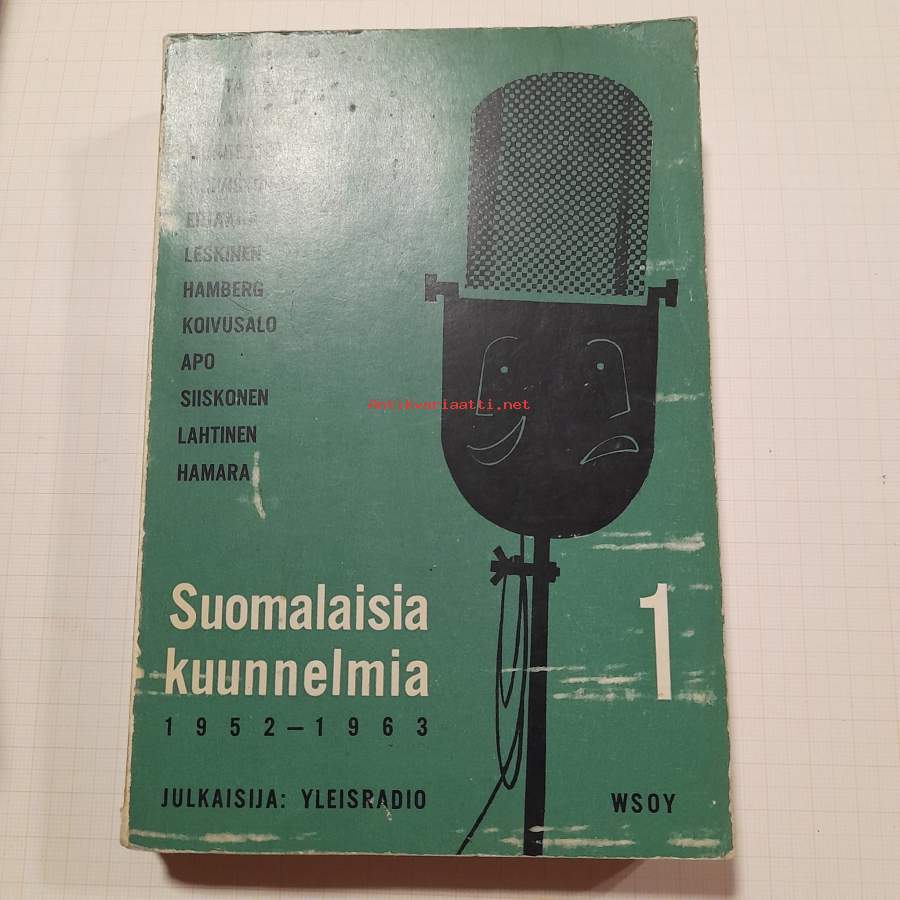 LESKINEN
HAMBERG
KOIVUSALO
APO
SIISKONEN
LAHTINEN
HAMARA
antikvariaatti.net
Suomalaisia
kuunnelmia
1
1952–1963
JULKAISIJA: YLEISRADIO
WSOY